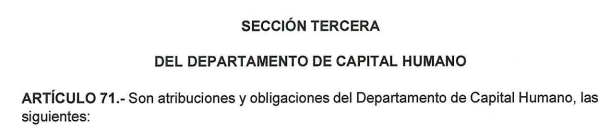 SECCIÓN TERCERA
DEL DEPARTAMENTO DE CAPITAL HUMANO
ARTÍCULO 71.- Son atribuciones y obligaciones del Departamento de Capital Humano, las
siguientes: